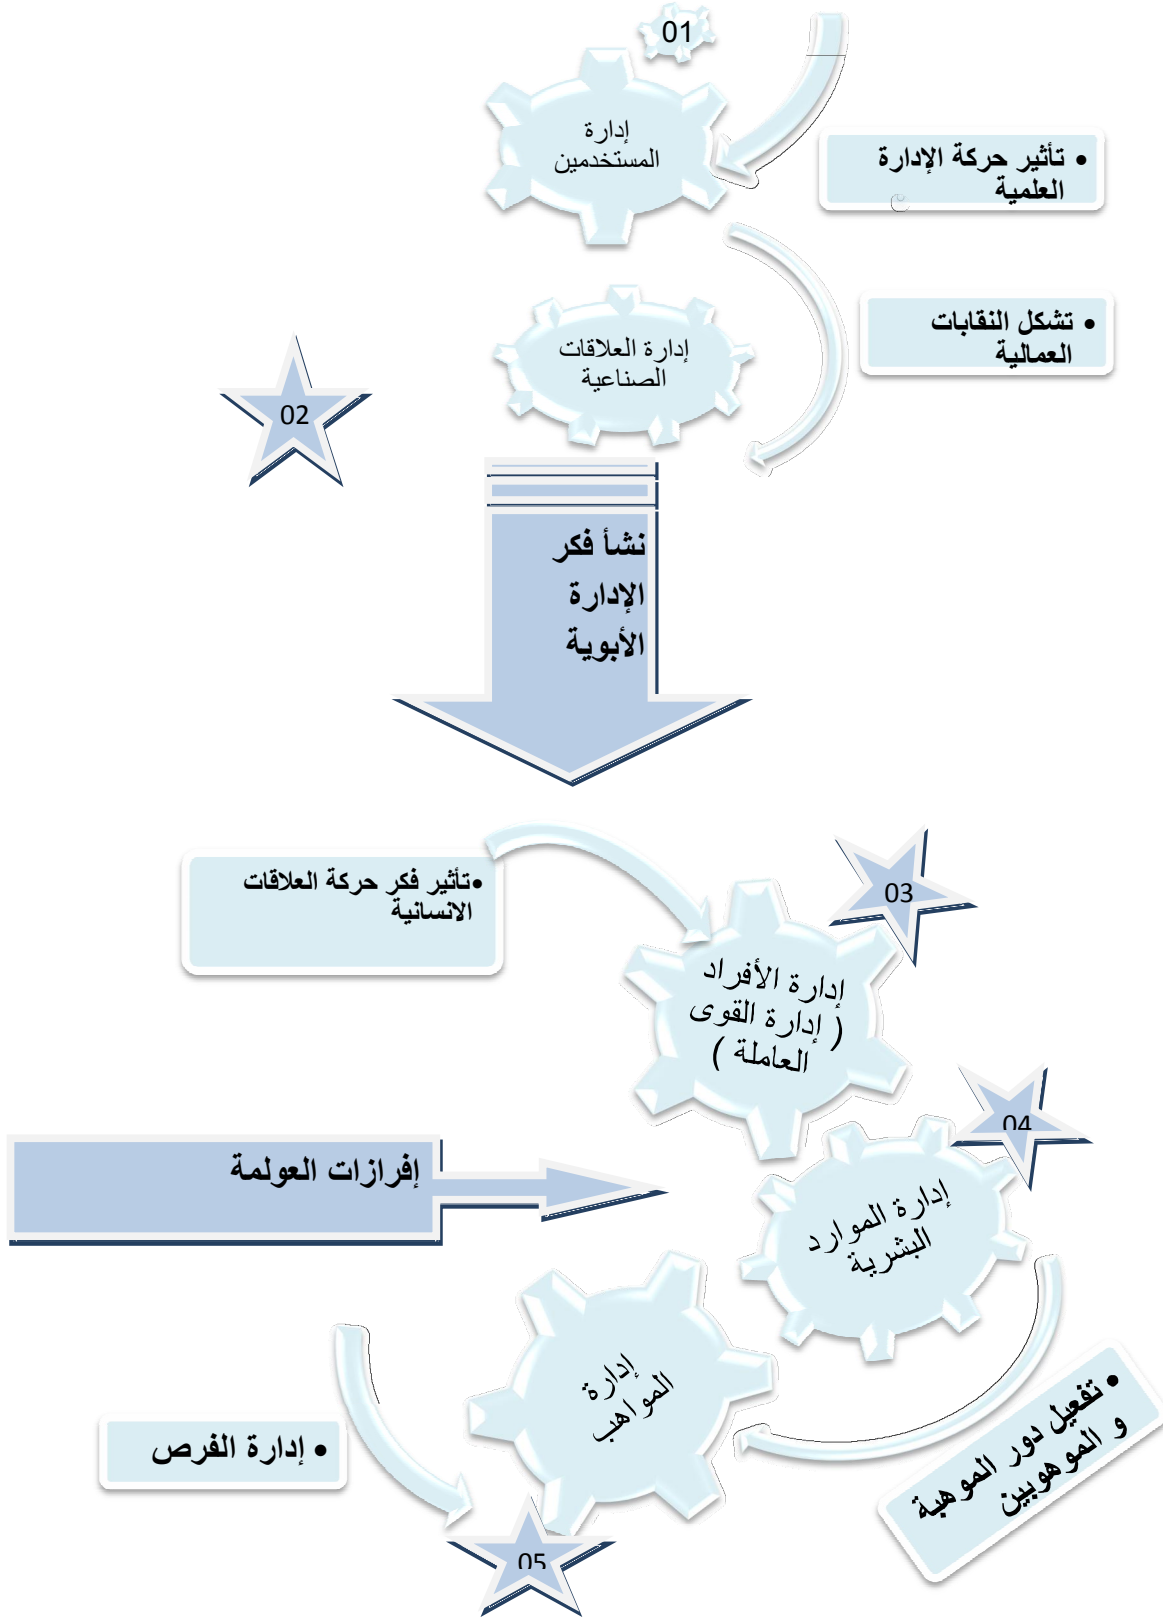 01
إدارة
المستخدمين
• تأثير حركة الإدارة
العلمية
• تشكل النقابات
العمالية
إدارة العلاقات
الصناعية
02
نشأ فكر
الإدارة
الأبوية
•تأثير فكر حركة العلاقات
الانسانية
03
إدارة الأفراد
( إدارة القوى
العاملة )
04
إفرازات العولمة
إدارة الموارد
البشرية
إدارة
المواهب
• تفعيل دور الموهبة
و الموهوبين
• إدارة الفرص
05